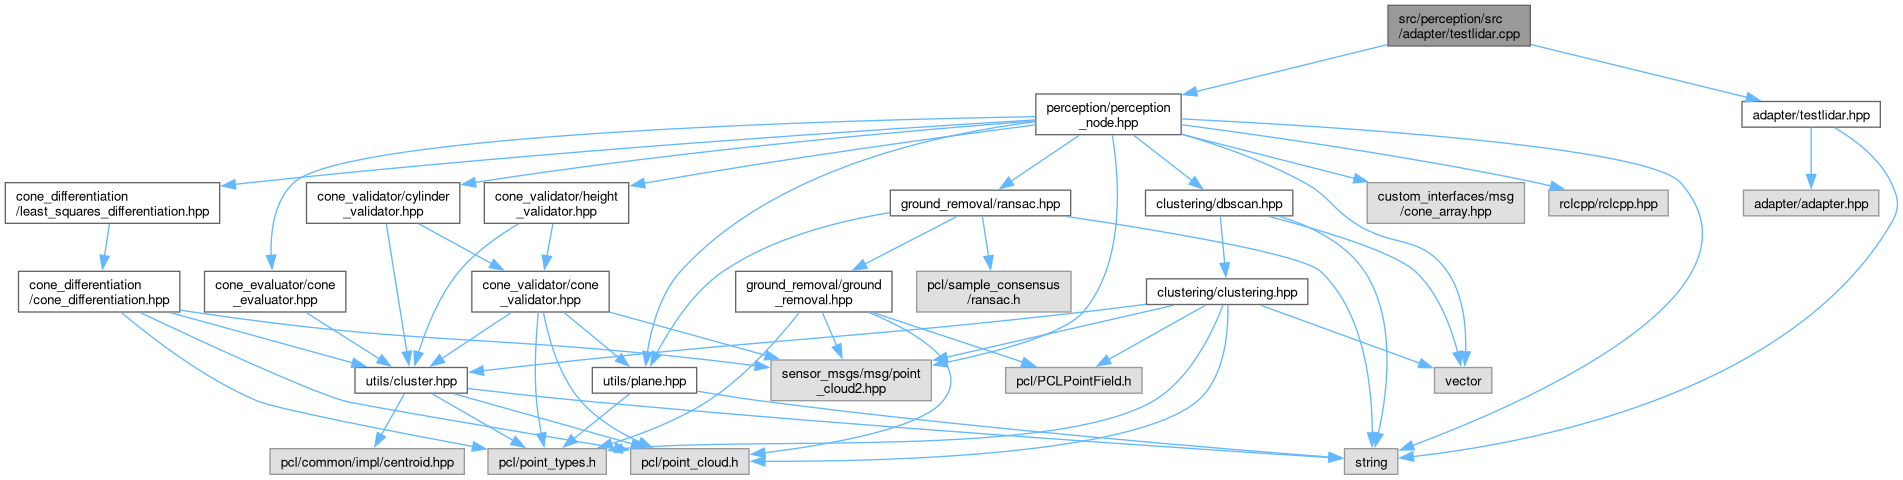 src/perception/src
/adapter/testlidar.cpp
perception/perception
_node.hpp
adapter/testlidar.hpp
cone_differentiation
/least_squares_differentiation.hpp
cone_validator/cylinder
_validator.hpp
cone_validator/height
_validator.hpp
ground_removal/ransac.hpp
clustering/dbscan.hpp
custom_interfaces/msg
/cone_array.hpp
rclcpp/rclcpp.hpp
adapter/adapter.hpp
cone_differentiation
/cone_differentiation.hpp
cone_evaluator/cone
_evaluator.hpp
cone_validator/cone
_validator.hpp
ground_removal/ground
_removal.hpp
pcl/sample_consensus
/ransac.h
clustering/clustering.hpp
utils/cluster.hpp
utils/plane.hpp
sensor_msgs/msg/point
_cloud2.hpp
pcl/PCLPointField.h
vector
pcl/common/impl/centroid.hpp
pcl/point_types.h
pcl/point_cloud.h
string